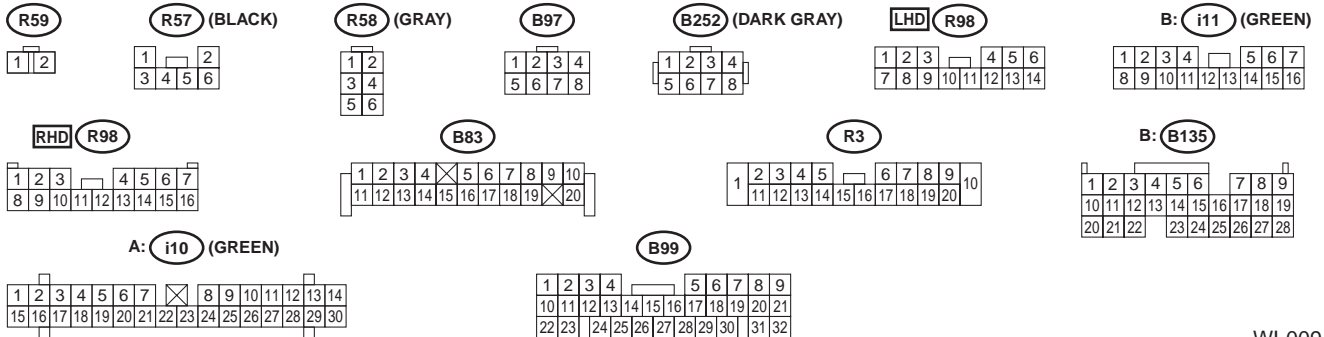 R59 R57 (BLACK) R58 (GRAY) B97 B252 (DARK GRAY) LHD R98 B: i11 (GREEN)
1 2
1 2
3 4 5 6
1 2
3 4
5 6
1 2 3 4
5 6 7 8
1 2 3 4
5 6 7 8
1 2 3 4 5 6
7 8 9 10 11 12 13 14
1 2 3 4 5 6 7
8 9 10 11 12 13 14 15 16
RHD R98 B83 R3 B: B135
1 2 3 4 5 6 7
8 9 10 11 12 13 14 15 16
1 2 3 4 5 6 7 8 9 10
11 12 13 14 15 16 17 18 19 20
1 2 3 4 5 6 7 8 9 10
11 12 13 14 15 16 17 18 19 20
1 2 3 4 5 6 7 8 9
10 11 12 13 14 15 16 17 18 19
20 21 22 23 24 25 26 27 28
A: i10 (GREEN) B99
1 2 3 4 5 6 7 8 9 10 11 12 13 14
15 16 17 18 19 20 21 22 23 24 25 26 27 28 29 30
1 2 3 4 5 6 7 8 9
10 11 12 13 14 15 16 17 18 19 20 21
22 23 24 25 26 27 28 29 30 31 32